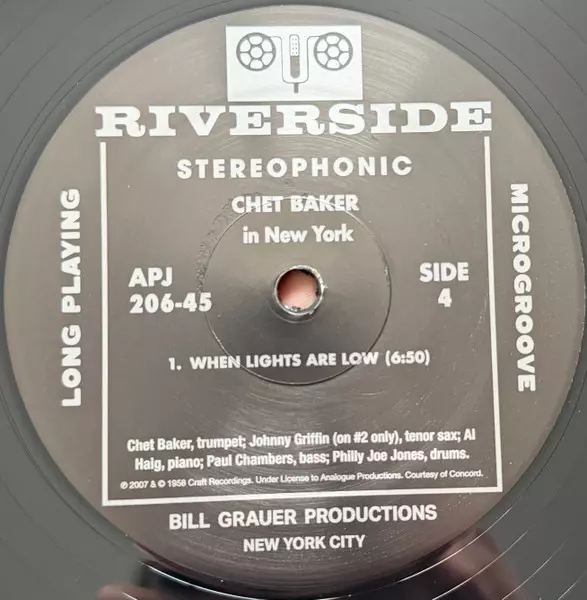 RIVERSIDE
STEREOPHONIC
CHET BAKER
in New York
LONG PLAYING
MICROGROOVE
APJ
206-45
SIDE
4
1. WHEN LIGHTS ARE LOW (6:50)
Chet Baker, trumpet; Johnny Griffin (on #2 only), tenor sax; Al
Haig, piano; Paul Chambers, bass; Philly Joe Jones, drums.
℗ 2007 & © 1958 Craft Recordings. Under License to Analogue Productions. Courtesy of Concord.
BILL GRAUER PRODUCTIONS
NEW YORK CITY